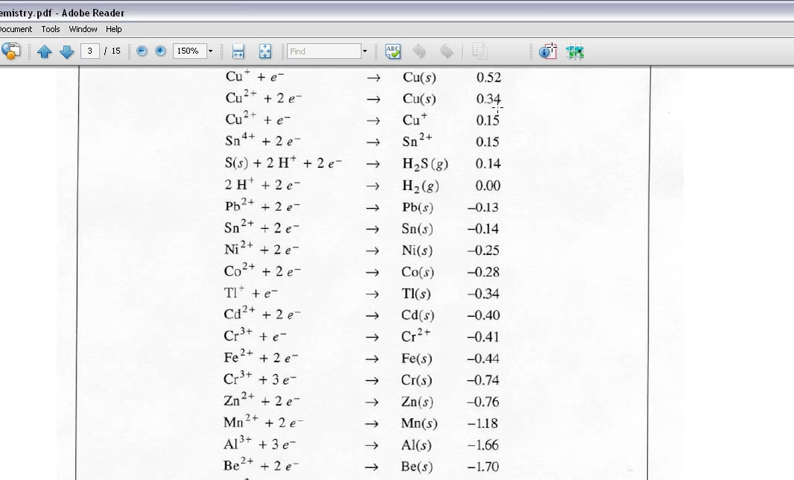 emistry.pdf - Adobe Reader
Document Tools Window Help
3 / 15 150% Find
Cu⁺ + e⁻ → Cu(s) 0.52
Cu²⁺ + 2 e⁻ → Cu(s) 0.34
Cu²⁺ + e⁻ → Cu⁺ 0.15
Sn⁴⁺ + 2 e⁻ → Sn²⁺ 0.15
S(s) + 2 H⁺ + 2 e⁻ → H₂S(g) 0.14
2 H⁺ + 2 e⁻ → H₂(g) 0.00
Pb²⁺ + 2 e⁻ → Pb(s) −0.13
Sn²⁺ + 2 e⁻ → Sn(s) −0.14
Ni²⁺ + 2 e⁻ → Ni(s) −0.25
Co²⁺ + 2 e⁻ → Co(s) −0.28
Tl⁺ + e⁻ → Tl(s) −0.34
Cd²⁺ + 2 e⁻ → Cd(s) −0.40
Cr³⁺ + e⁻ → Cr²⁺ −0.41
Fe²⁺ + 2 e⁻ → Fe(s) −0.44
Cr³⁺ + 3 e⁻ → Cr(s) −0.74
Zn²⁺ + 2 e⁻ → Zn(s) −0.76
Mn²⁺ + 2 e⁻ → Mn(s) −1.18
Al³⁺ + 3 e⁻ → Al(s) −1.66
Be²⁺ + 2 e⁻ → Be(s) −1.70